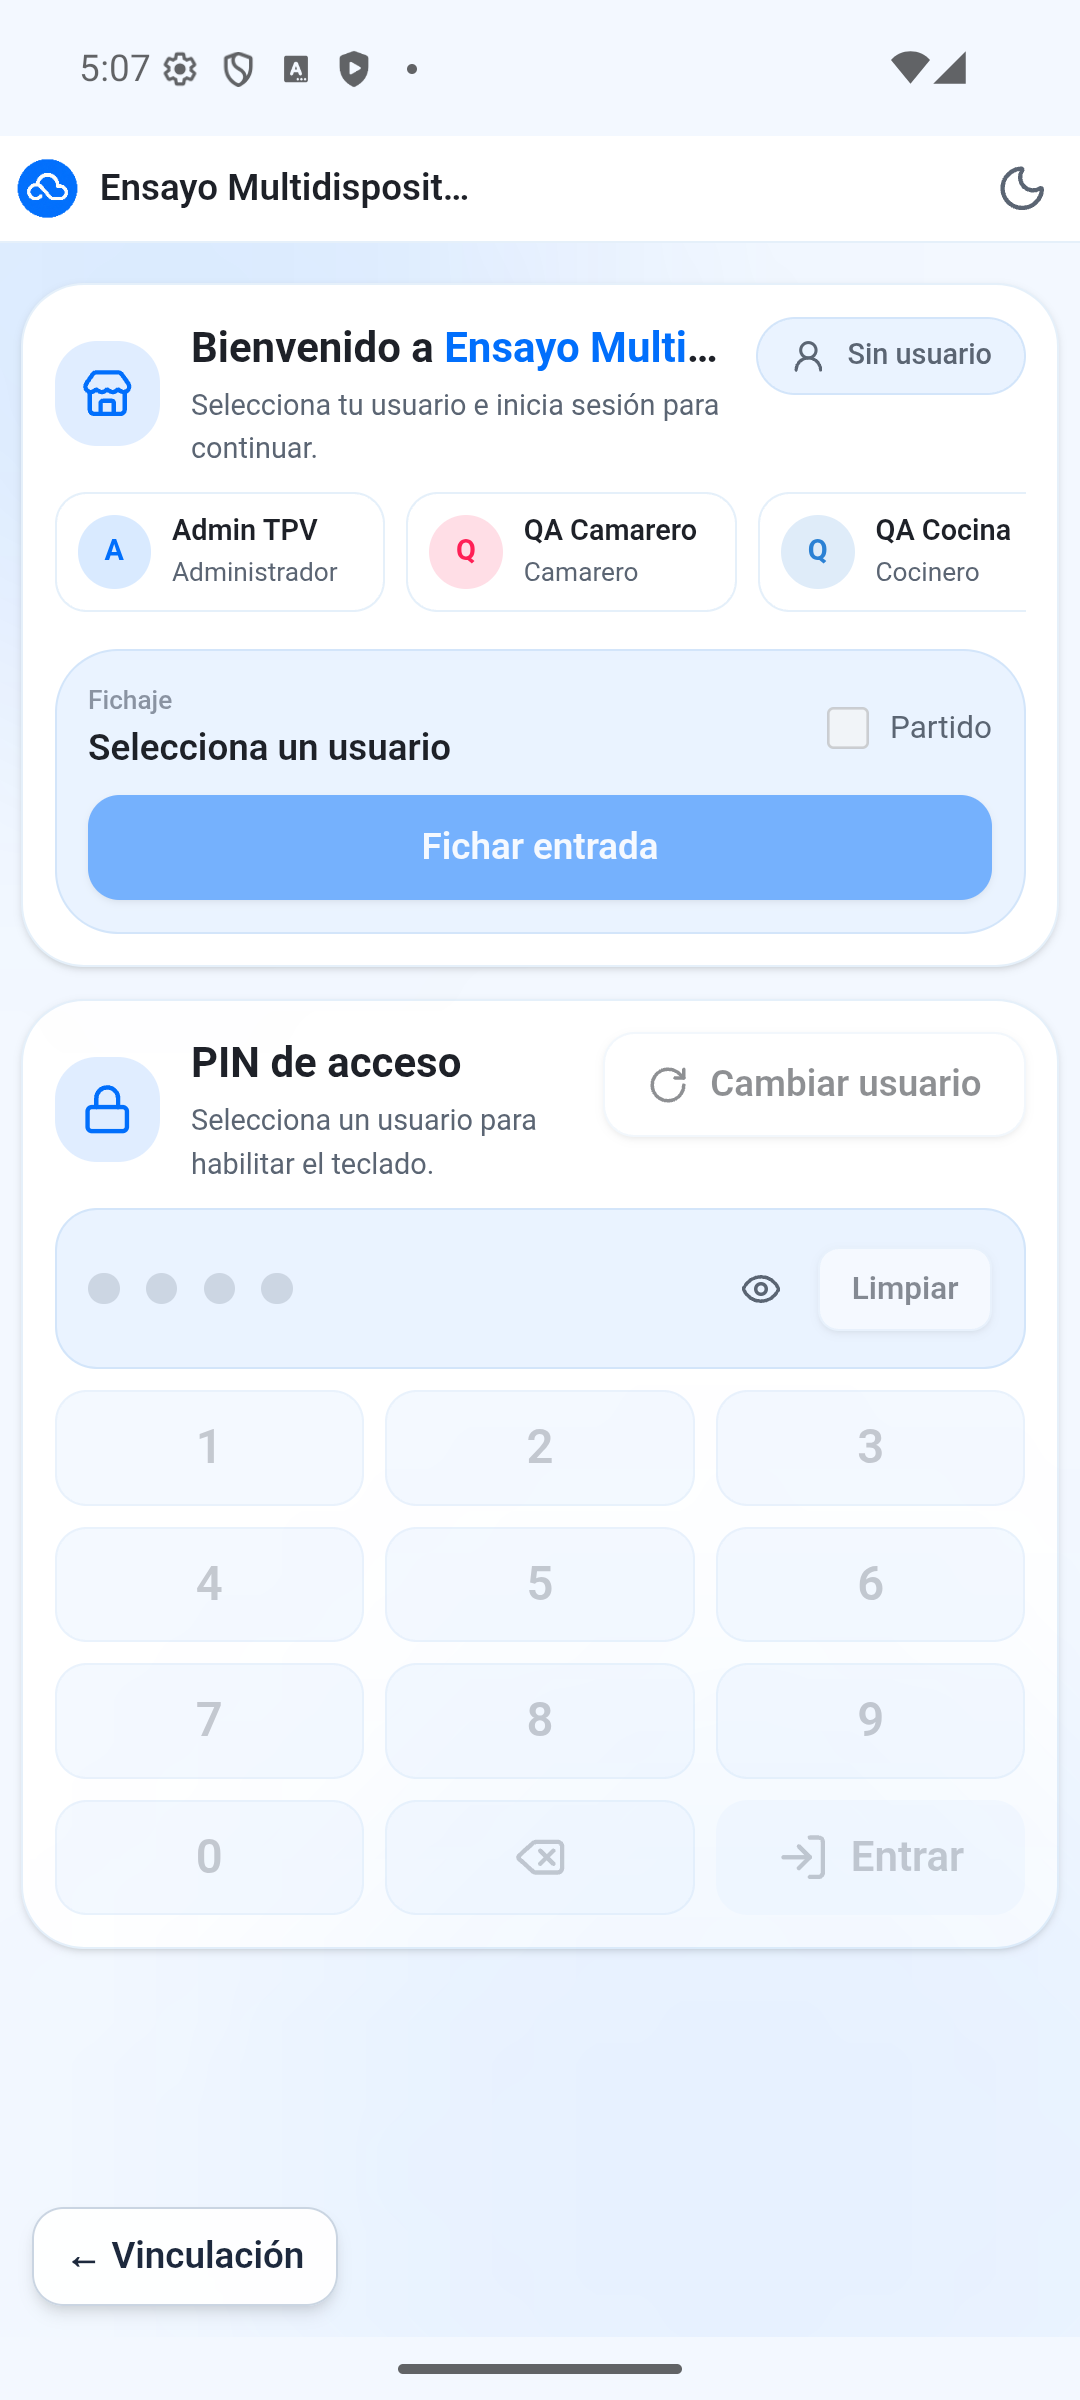 5:07
Ensayo Multidisposit...
Bienvenido a Ensayo Multi...
Sin usuario
Selecciona tu usuario e inicia sesión para
continuar.
A
Admin TPV
Administrador
Q
QA Camarero
Camarero
Q
QA Cocina
Cocinero
Fichaje
Selecciona un usuario
Partido
Fichar entrada
PIN de acceso
Selecciona un usuario para
habilitar el teclado.
Cambiar usuario
Limpiar
1 2 3
4 5 6
7 8 9
0
Entrar
← Vinculación